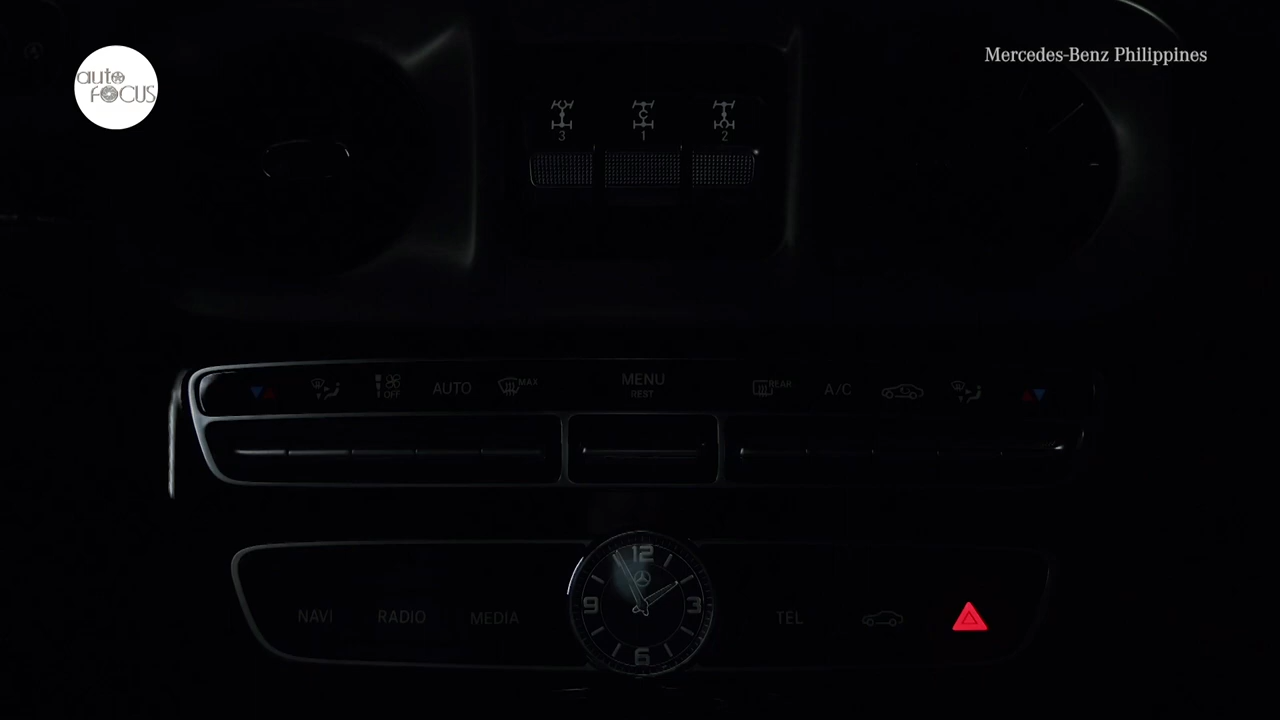 auto
FOCUS
Mercedes-Benz Philippines
3 1 2
OFF
AUTO
MAX
MENU
REST
REAR
A/C
12
9 3
6
NAVI RADIO MEDIA TEL